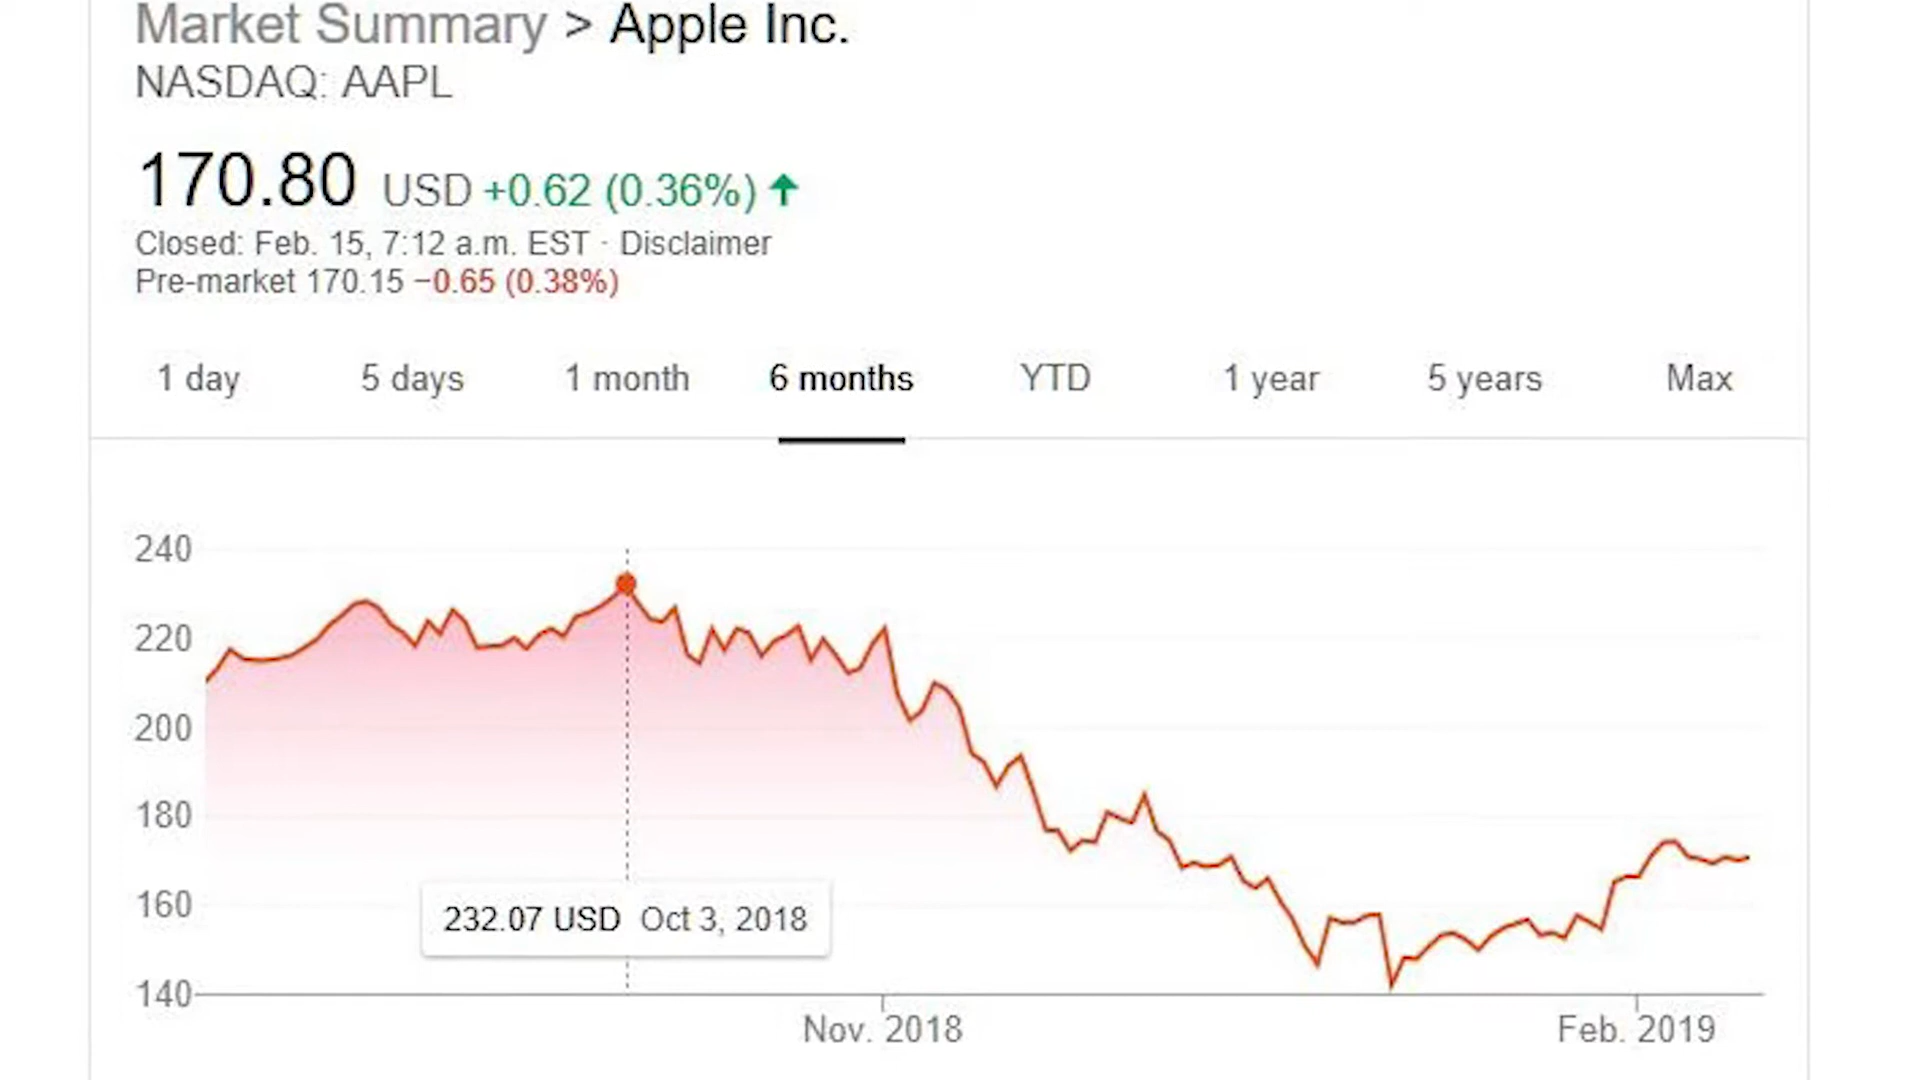 Market Summary > Apple Inc.
NASDAQ: AAPL
170.80 USD +0.62 (0.36%)
Closed: Feb. 15, 7:12 a.m. EST · Disclaimer
Pre-market 170.15 −0.65 (0.38%)
1 day 5 days 1 month 6 months YTD 1 year 5 years Max
240
220
200
180
160
232.07 USD Oct 3, 2018
140
Nov. 2018 Feb. 2019